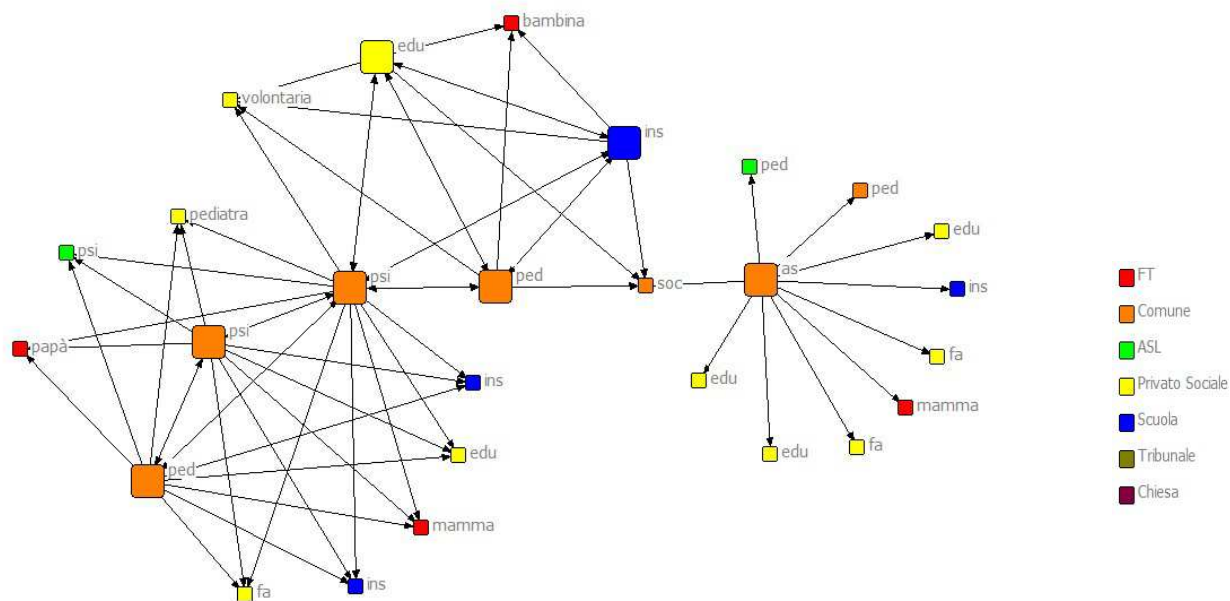 bambina
edu
volontaria
ins
ped
ped
pediatra
edu
psi
psi
ped
soc
as
FT
ins
Comune
psi
ASL
papà
fa
ins
edu
Privato Sociale
mamma
Scuola
edu
edu
fa
Tribunale
ped
Chiesa
mamma
fa
ins